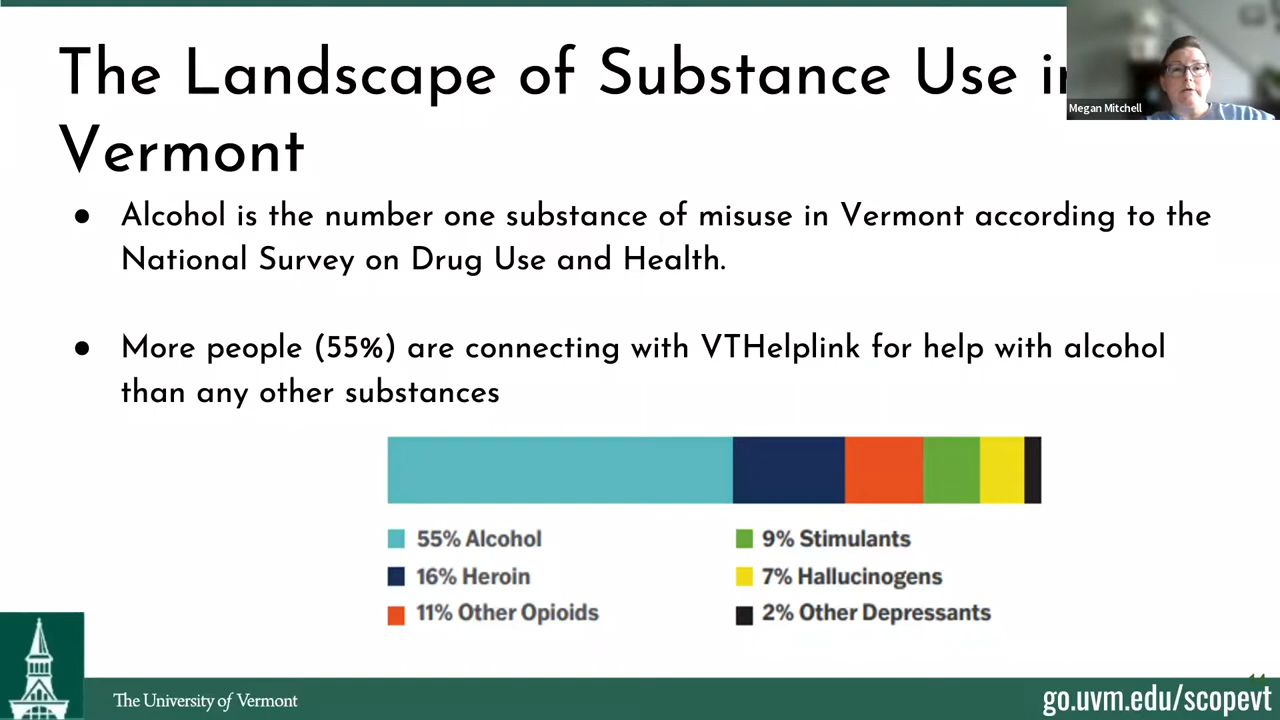 The Landscape of Substance Use in
Vermont
Megan Mitchell
● Alcohol is the number one substance of misuse in Vermont according to the
National Survey on Drug Use and Health.
● More people (55%) are connecting with VTHelplink for help with alcohol
than any other substances
55% Alcohol
16% Heroin
11% Other Opioids
9% Stimulants
7% Hallucinogens
2% Other Depressants
The University of Vermont
go.uvm.edu/scopevt